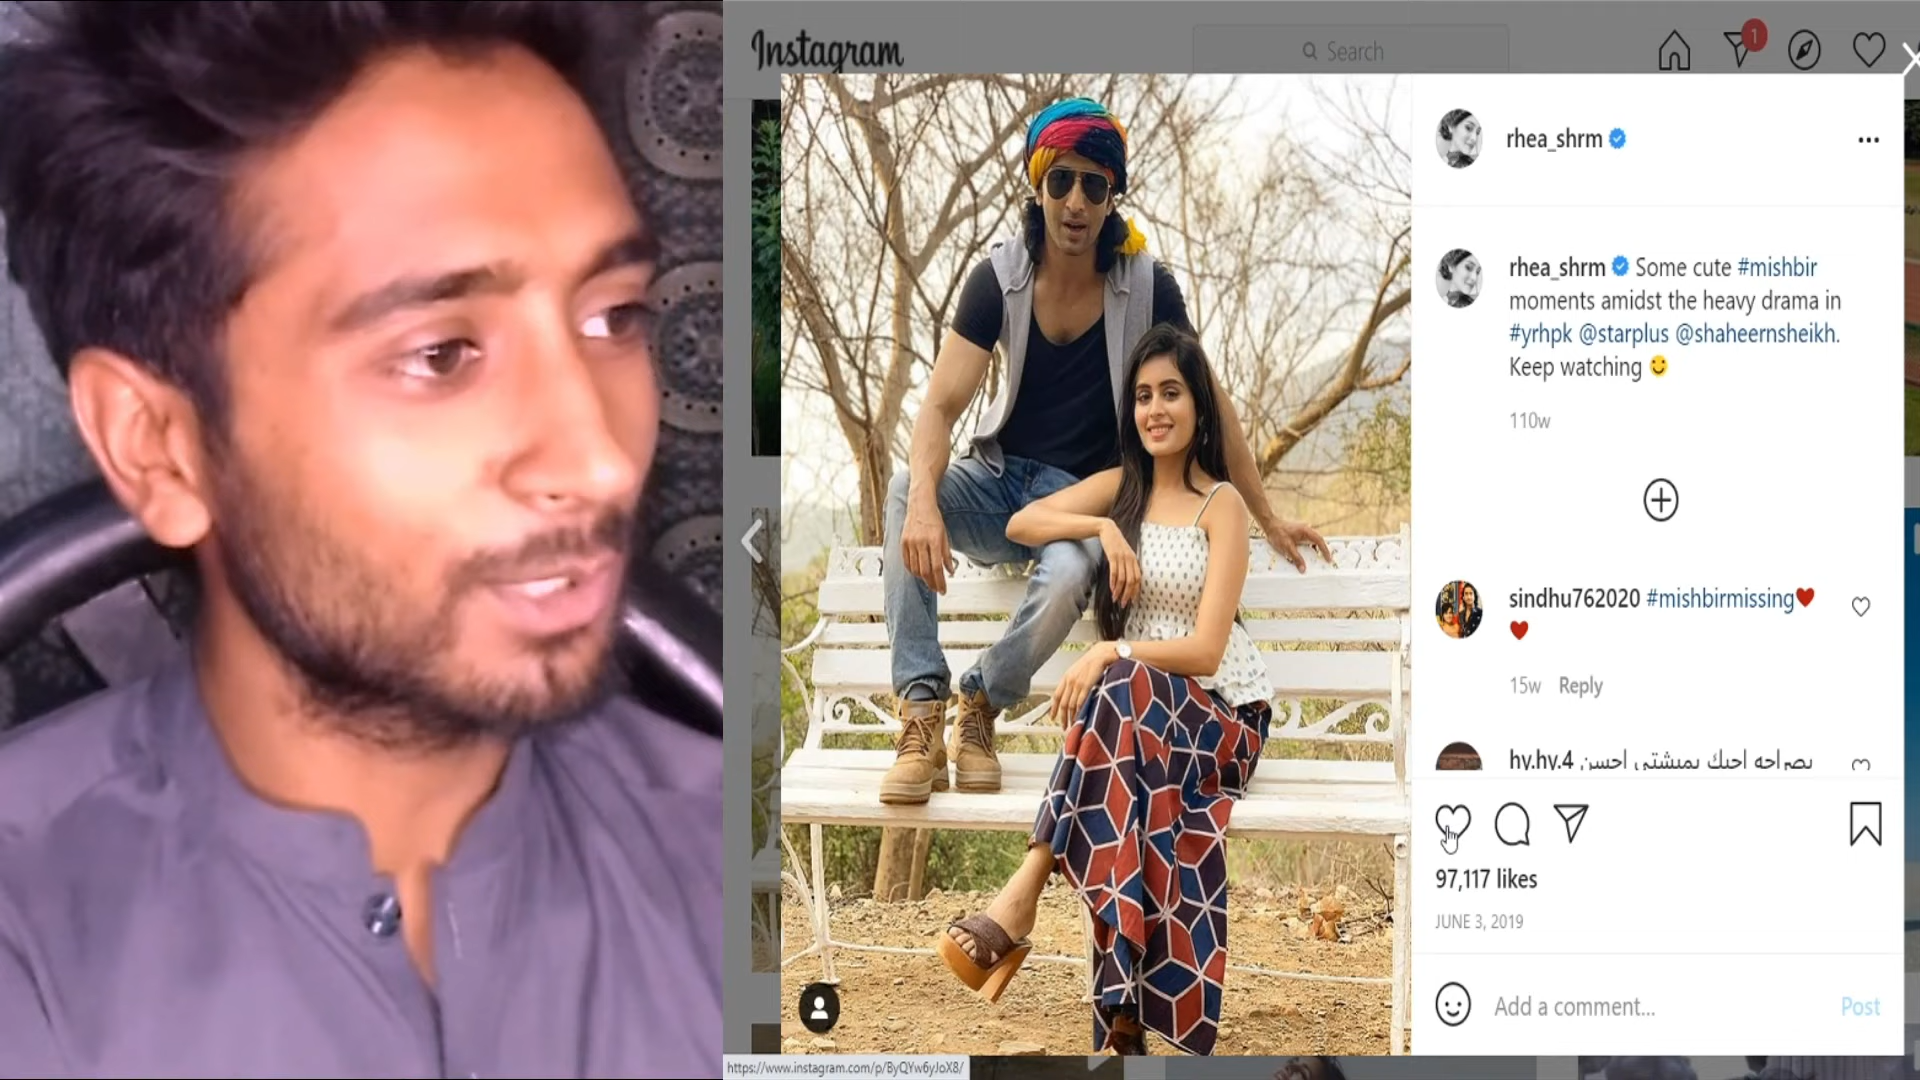 Instagram
Search
1
rhea_shrm
rhea_shrm Some cute #mishbir
moments amidst the heavy drama in
#yrhpk @starplus @shaheernsheikh.
Keep watching
110w
sindhu762020 #mishbirmissing
15w Reply
hy.hy.4 بصراحه احبك بميشتي احسن
97,117 likes
JUNE 3, 2019
Add a comment...
Post
https://www.instagram.com/p/ByQYw6yJoX8/